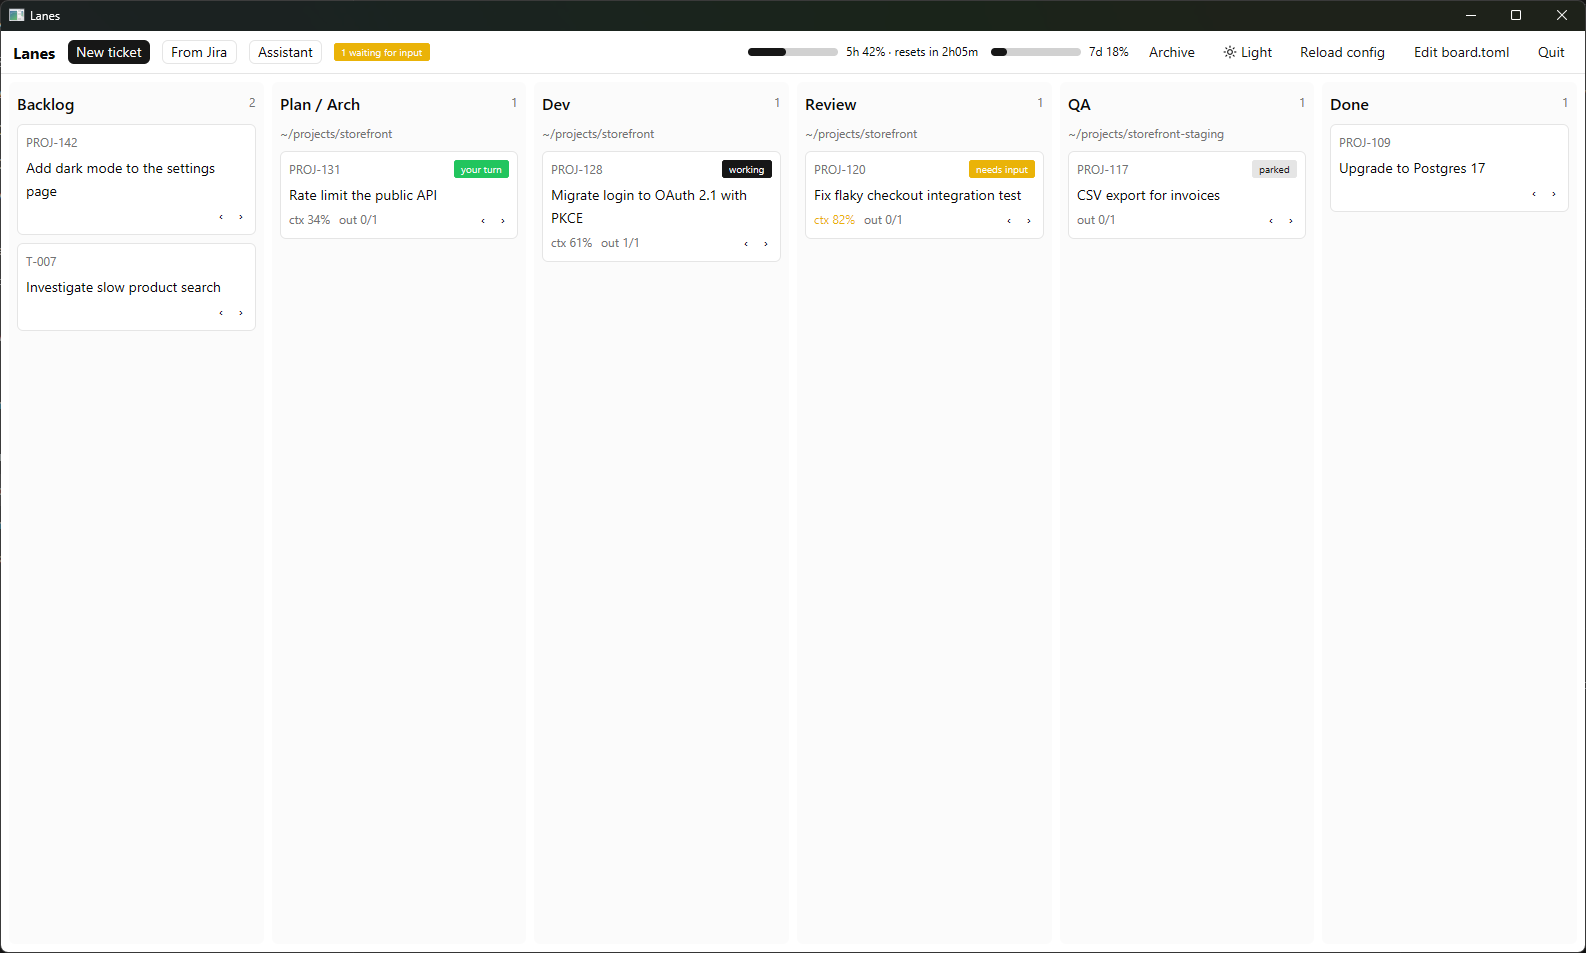 Lanes
Lanes
New ticket
From Jira
Assistant
1 waiting for input
5h 42% · resets in 2h05m
7d 18%
Archive
Light
Reload config
Edit board.toml
Quit
Backlog
2
PROJ-142
Add dark mode to the settings
page
‹ ›
T-007
Investigate slow product search
‹ ›
Plan / Arch
1
~/projects/storefront
PROJ-131
your turn
Rate limit the public API
ctx 34% out 0/1
‹ ›
Dev
1
~/projects/storefront
PROJ-128
working
Migrate login to OAuth 2.1 with
PKCE
ctx 61% out 1/1
‹ ›
Review
1
~/projects/storefront
PROJ-120
needs input
Fix flaky checkout integration test
ctx 82% out 0/1
‹ ›
QA
1
~/projects/storefront-staging
PROJ-117
parked
CSV export for invoices
out 0/1
‹ ›
Done
1
PROJ-109
Upgrade to Postgres 17
‹ ›